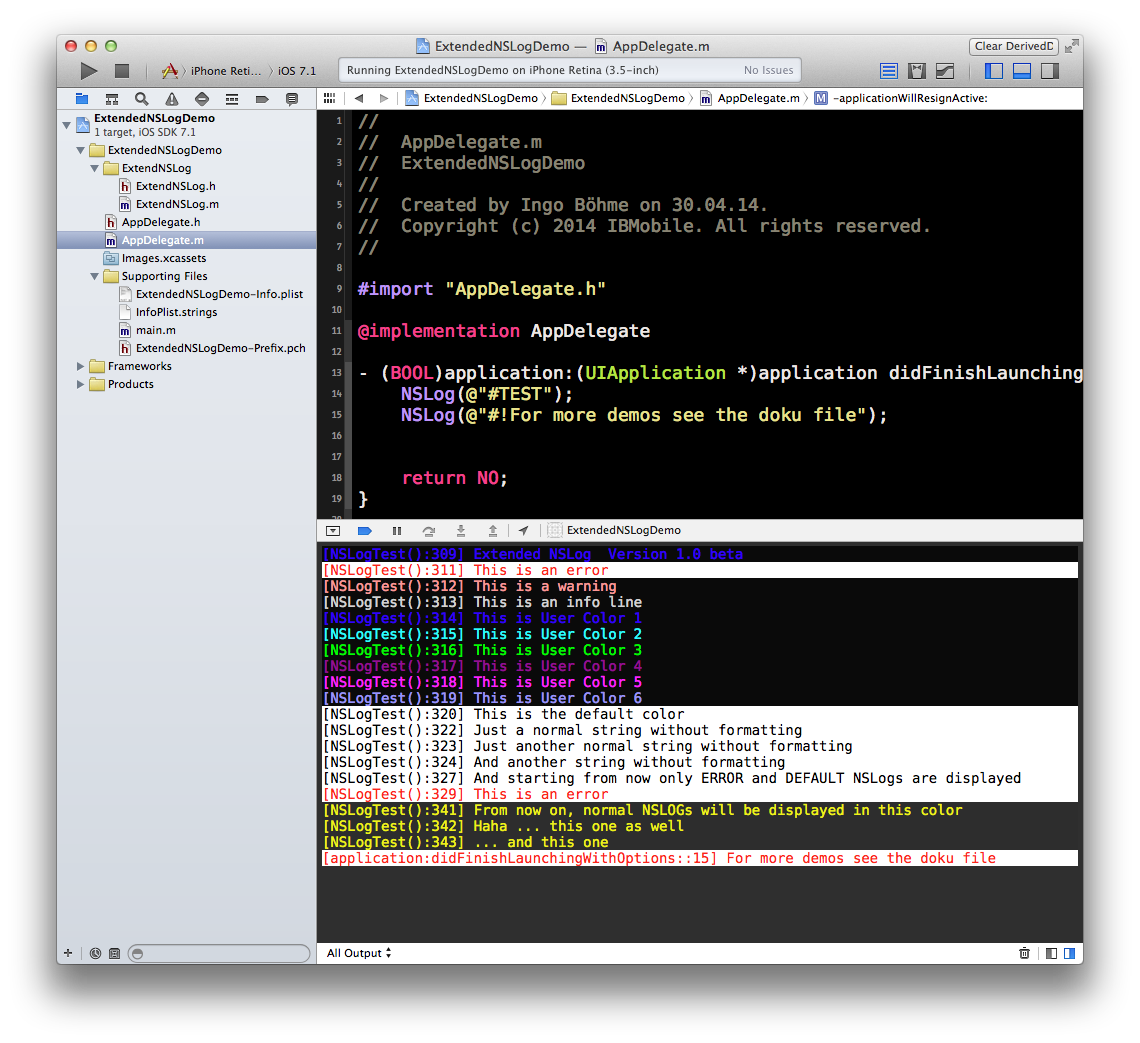 ExtendedNSLogDemo — AppDelegate.m
Clear DerivedD
iPhone Reti... iOS 7.1
Running ExtendedNSLogDemo on iPhone Retina (3.5-inch) No Issues
ExtendedNSLogDemo ExtendedNSLogDemo AppDelegate.m M -applicationWillResignActive:
ExtendedNSLogDemo
1 target, iOS SDK 7.1
ExtendedNSLogDemo
ExtendNSLog
h ExtendNSLog.h
m ExtendNSLog.m
h AppDelegate.h
m AppDelegate.m
Images.xcassets
Supporting Files
ExtendedNSLogDemo-Info.plist
InfoPlist.strings
m main.m
h ExtendedNSLogDemo-Prefix.pch
Frameworks
Products
1 //
2 // AppDelegate.m
3 // ExtendedNSLogDemo
4 //
5 // Created by Ingo Böhme on 30.04.14.
6 // Copyright (c) 2014 IBMobile. All rights reserved.
7 //
8
9 #import "AppDelegate.h"
10
11 @implementation AppDelegate
12
13 - (BOOL)application:(UIApplication *)application didFinishLaunching
14 NSLog(@"#TEST");
15 NSLog(@"#!For more demos see the doku file");
16
17
18 return NO;
19 }
20
ExtendedNSLogDemo
[NSLogTest():309] Extended NSLog  Version 1.0 beta
[NSLogTest():311] This is an error
[NSLogTest():312] This is a warning
[NSLogTest():313] This is an info line
[NSLogTest():314] This is User Color 1
[NSLogTest():315] This is User Color 2
[NSLogTest():316] This is User Color 3
[NSLogTest():317] This is User Color 4
[NSLogTest():318] This is User Color 5
[NSLogTest():319] This is User Color 6
[NSLogTest():320] This is the default color
[NSLogTest():322] Just a normal string without formatting
[NSLogTest():323] Just another normal string without formatting
[NSLogTest():324] And another string without formatting
[NSLogTest():327] And starting from now only ERROR and DEFAULT NSLogs are displayed
[NSLogTest():329] This is an error
[NSLogTest():341] From now on, normal NSLOGs will be displayed in this color
[NSLogTest():342] Haha ... this one as well
[NSLogTest():343] ... and this one
[application:didFinishLaunchingWithOptions::15] For more demos see the doku file
All Output